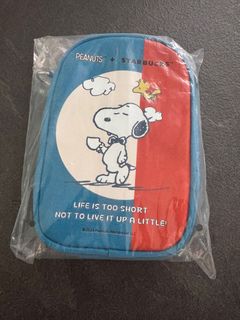 PEANUTS + STARBUCKS
LIFE IS TOO SHORT
NOT TO LIVE IT UP A LITTLE!